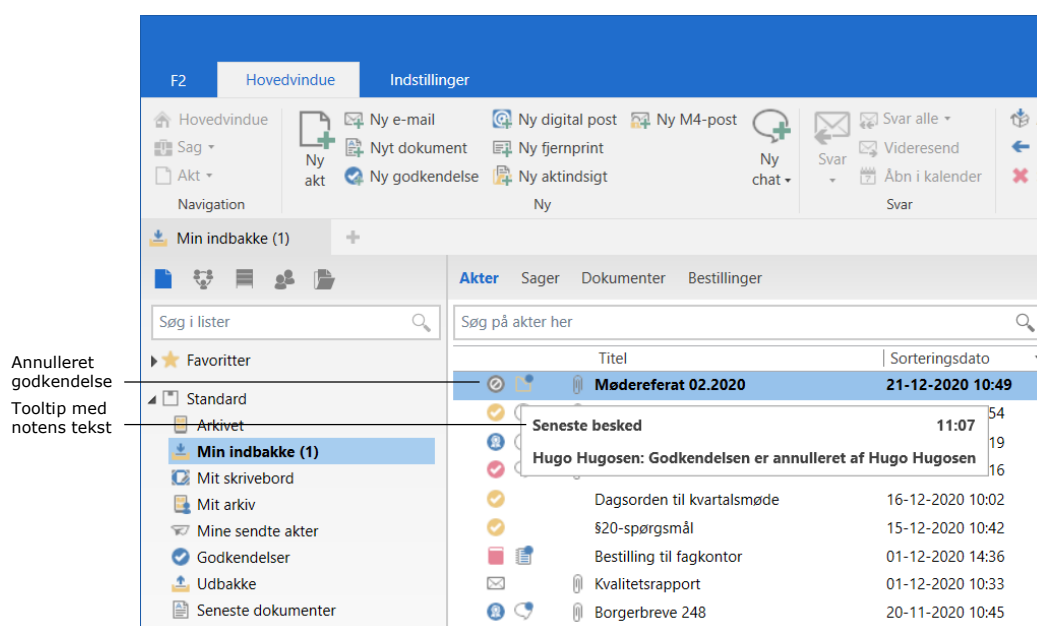 F2 Hovedvindue Indstillinger
Hovedvindue
Sag
Akt
Navigation
Ny akt
Ny e-mail
Nyt dokument
Ny godkendelse
Ny digital post
Ny fjernprint
Ny aktindsigt
Ny M4-post
Ny chat
Ny
Svar
Svar alle
Videresend
Åbn i kalender
Svar
Min indbakke (1) +
Akter Sager Dokumenter Bestillinger
Søg i lister
Søg på akter her
Annulleret
godkendelse
Tooltip med
notens tekst
Favoritter
Standard
Arkivet
Min indbakke (1)
Mit skrivebord
Mit arkiv
Mine sendte akter
Godkendelser
Udbakke
Seneste dokumenter
Titel Sorteringsdato
Mødereferat 02.2020 21-12-2020 10:49
54
Seneste besked 11:07
19
Hugo Hugosen: Godkendelsen er annulleret af Hugo Hugosen
16
Dagsorden til kvartalsmøde 16-12-2020 10:02
§20-spørgsmål 15-12-2020 10:42
Bestilling til fagkontor 01-12-2020 14:36
Kvalitetsrapport 01-12-2020 10:33
Borgerbreve 248 20-11-2020 10:45